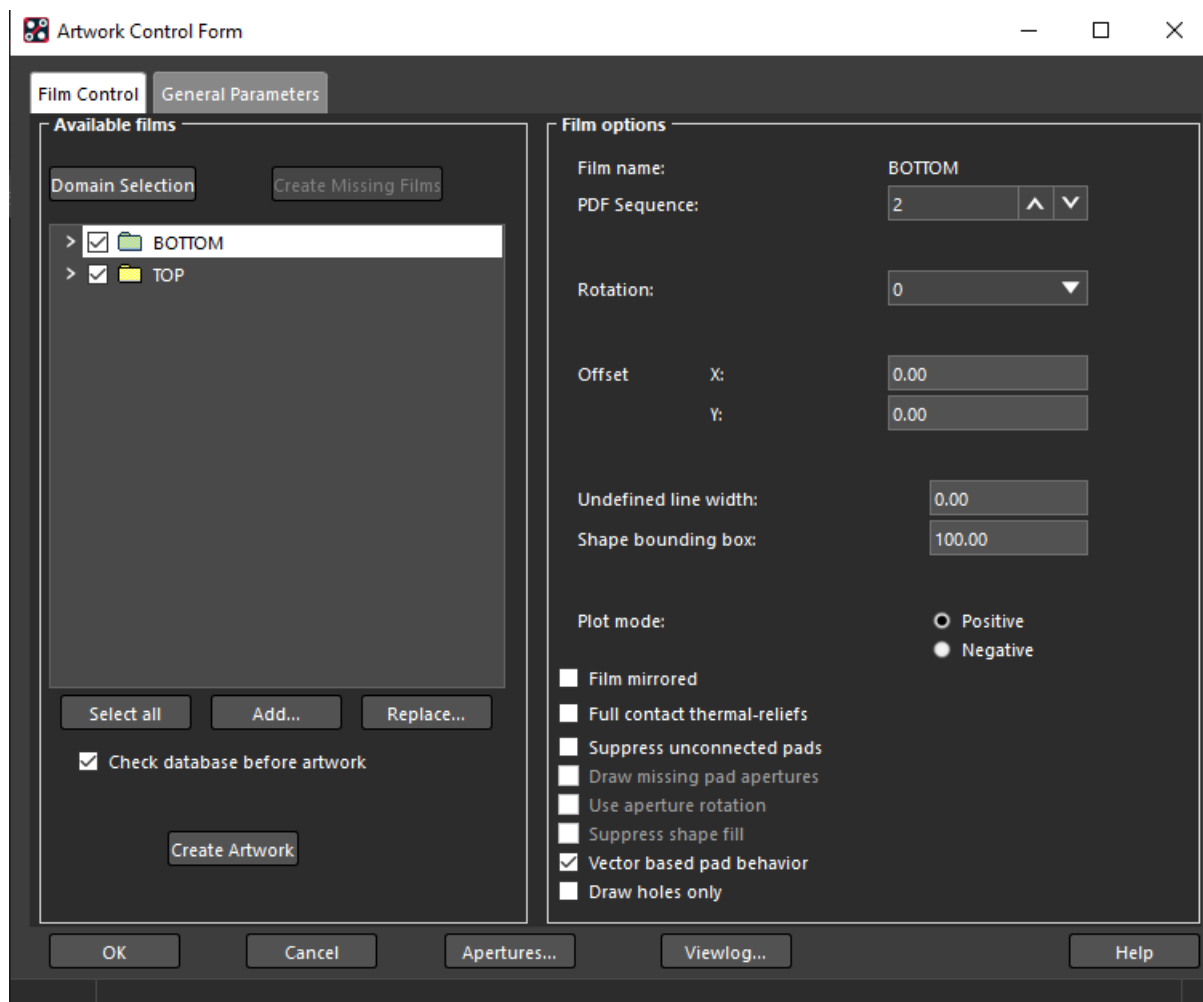 Artwork Control Form
Film Control General Parameters
Available films
Domain Selection Create Missing Films
BOTTOM
TOP
Select all Add... Replace...
Check database before artwork
Create Artwork
Film options
Film name: BOTTOM
PDF Sequence: 2
Rotation: 0
Offset X: 0.00
Y: 0.00
Undefined line width: 0.00
Shape bounding box: 100.00
Plot mode: Positive
Negative
Film mirrored
Full contact thermal-reliefs
Suppress unconnected pads
Draw missing pad apertures
Use aperture rotation
Suppress shape fill
Vector based pad behavior
Draw holes only
OK Cancel Apertures... Viewlog... Help